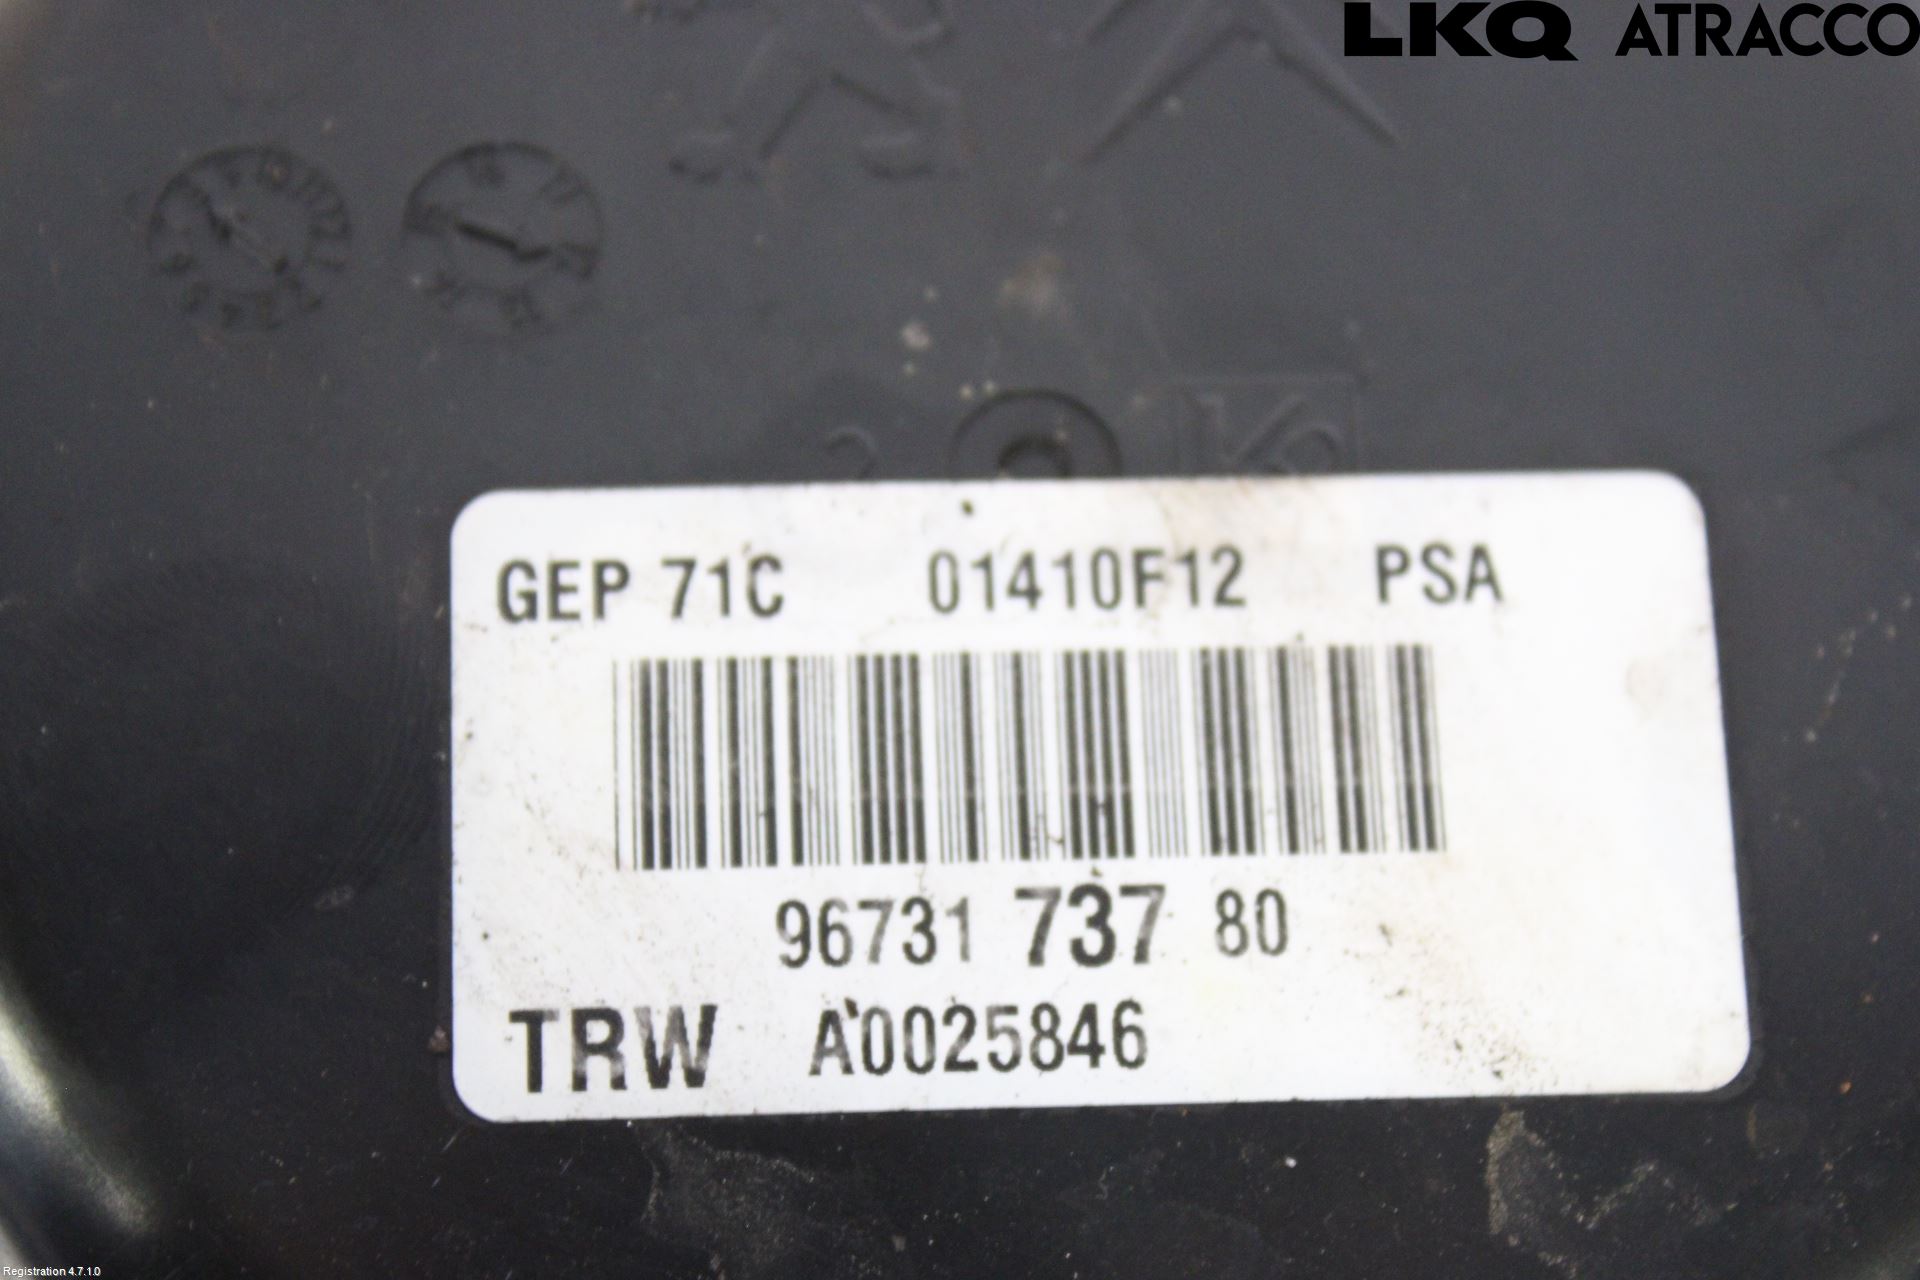 LKQ ATRACCO
GEP 71C 01410F12 PSA
96731 737 80
TRW A0025846
Registration 4.7.1.0